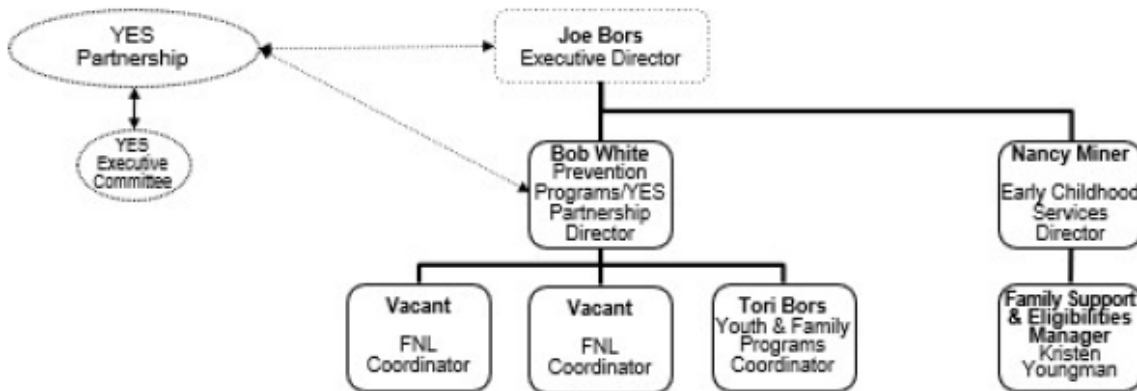 YES
Partnership
Joe Bors
Executive Director
YES
Executive
Committee
Bob White
Prevention
Programs/YES
Partnership
Director
Nancy Miner
Early Childhood
Services
Director
Vacant
FNL
Coordinator
Vacant
FNL
Coordinator
Tori Bors
Youth & Family
Programs
Coordinator
Family Support
& Eligibilities
Manager
Kristen
Youngman